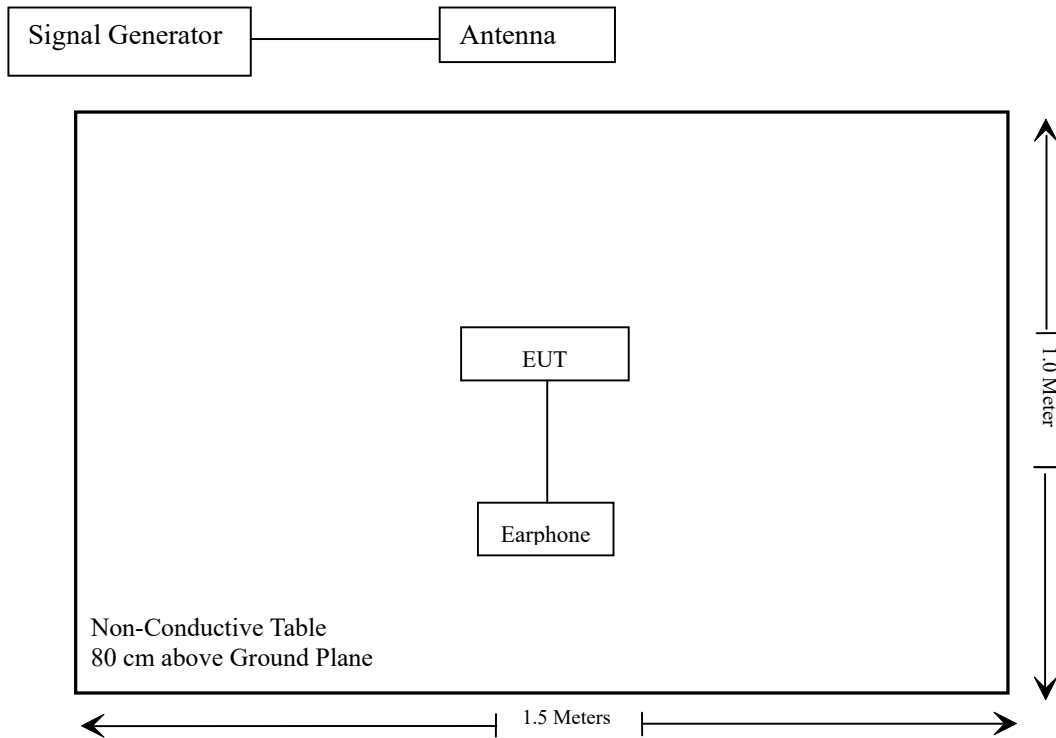 Signal Generator
Antenna
EUT
1.0 Meter
Earphone
Non-Conductive Table
80 cm above Ground Plane
1.5 Meters